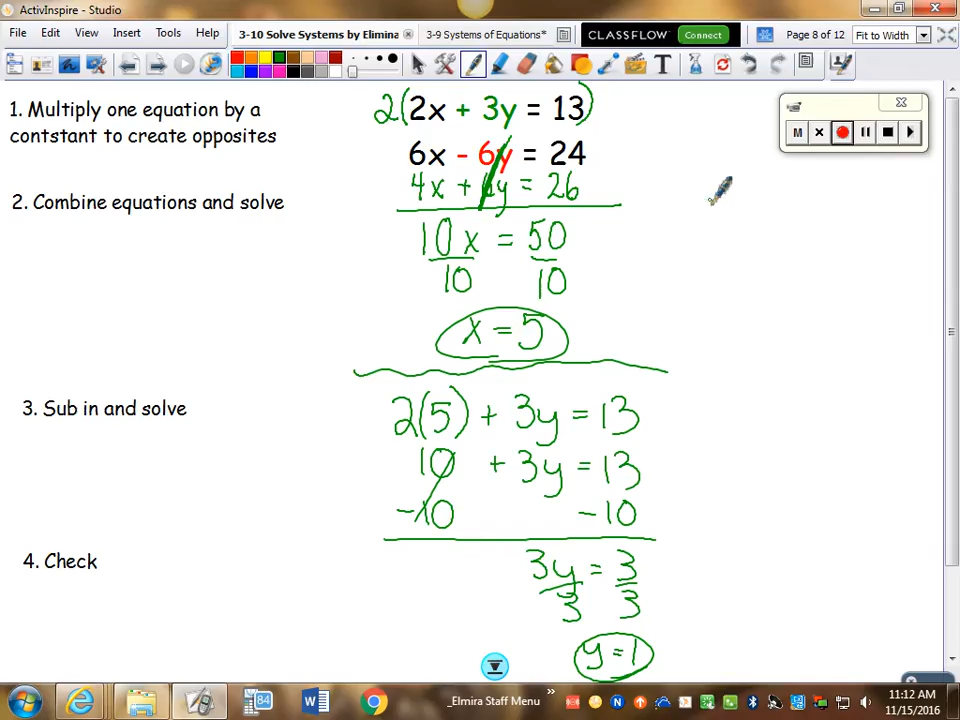 ActivInspire - Studio
File Edit View Insert Tools Help
3-10 Solve Systems by Elimina
3-9 Systems of Equations*
CLASSFLOW Connect
Page 8 of 12
Fit to Width
M
1. Multiply one equation by a
contstant to create opposites
2(2x + 3y = 13)
6x - 6y = 24
4x + 6y = 26
2. Combine equations and solve
10x = 50
10 10
x = 5
3. Sub in and solve
2(5) + 3y = 13
10 + 3y = 13
-10 -10
4. Check
3y = 3
3 3
y = 1
84
_Elmira Staff Menu
»
11:12 AM
11/15/2016